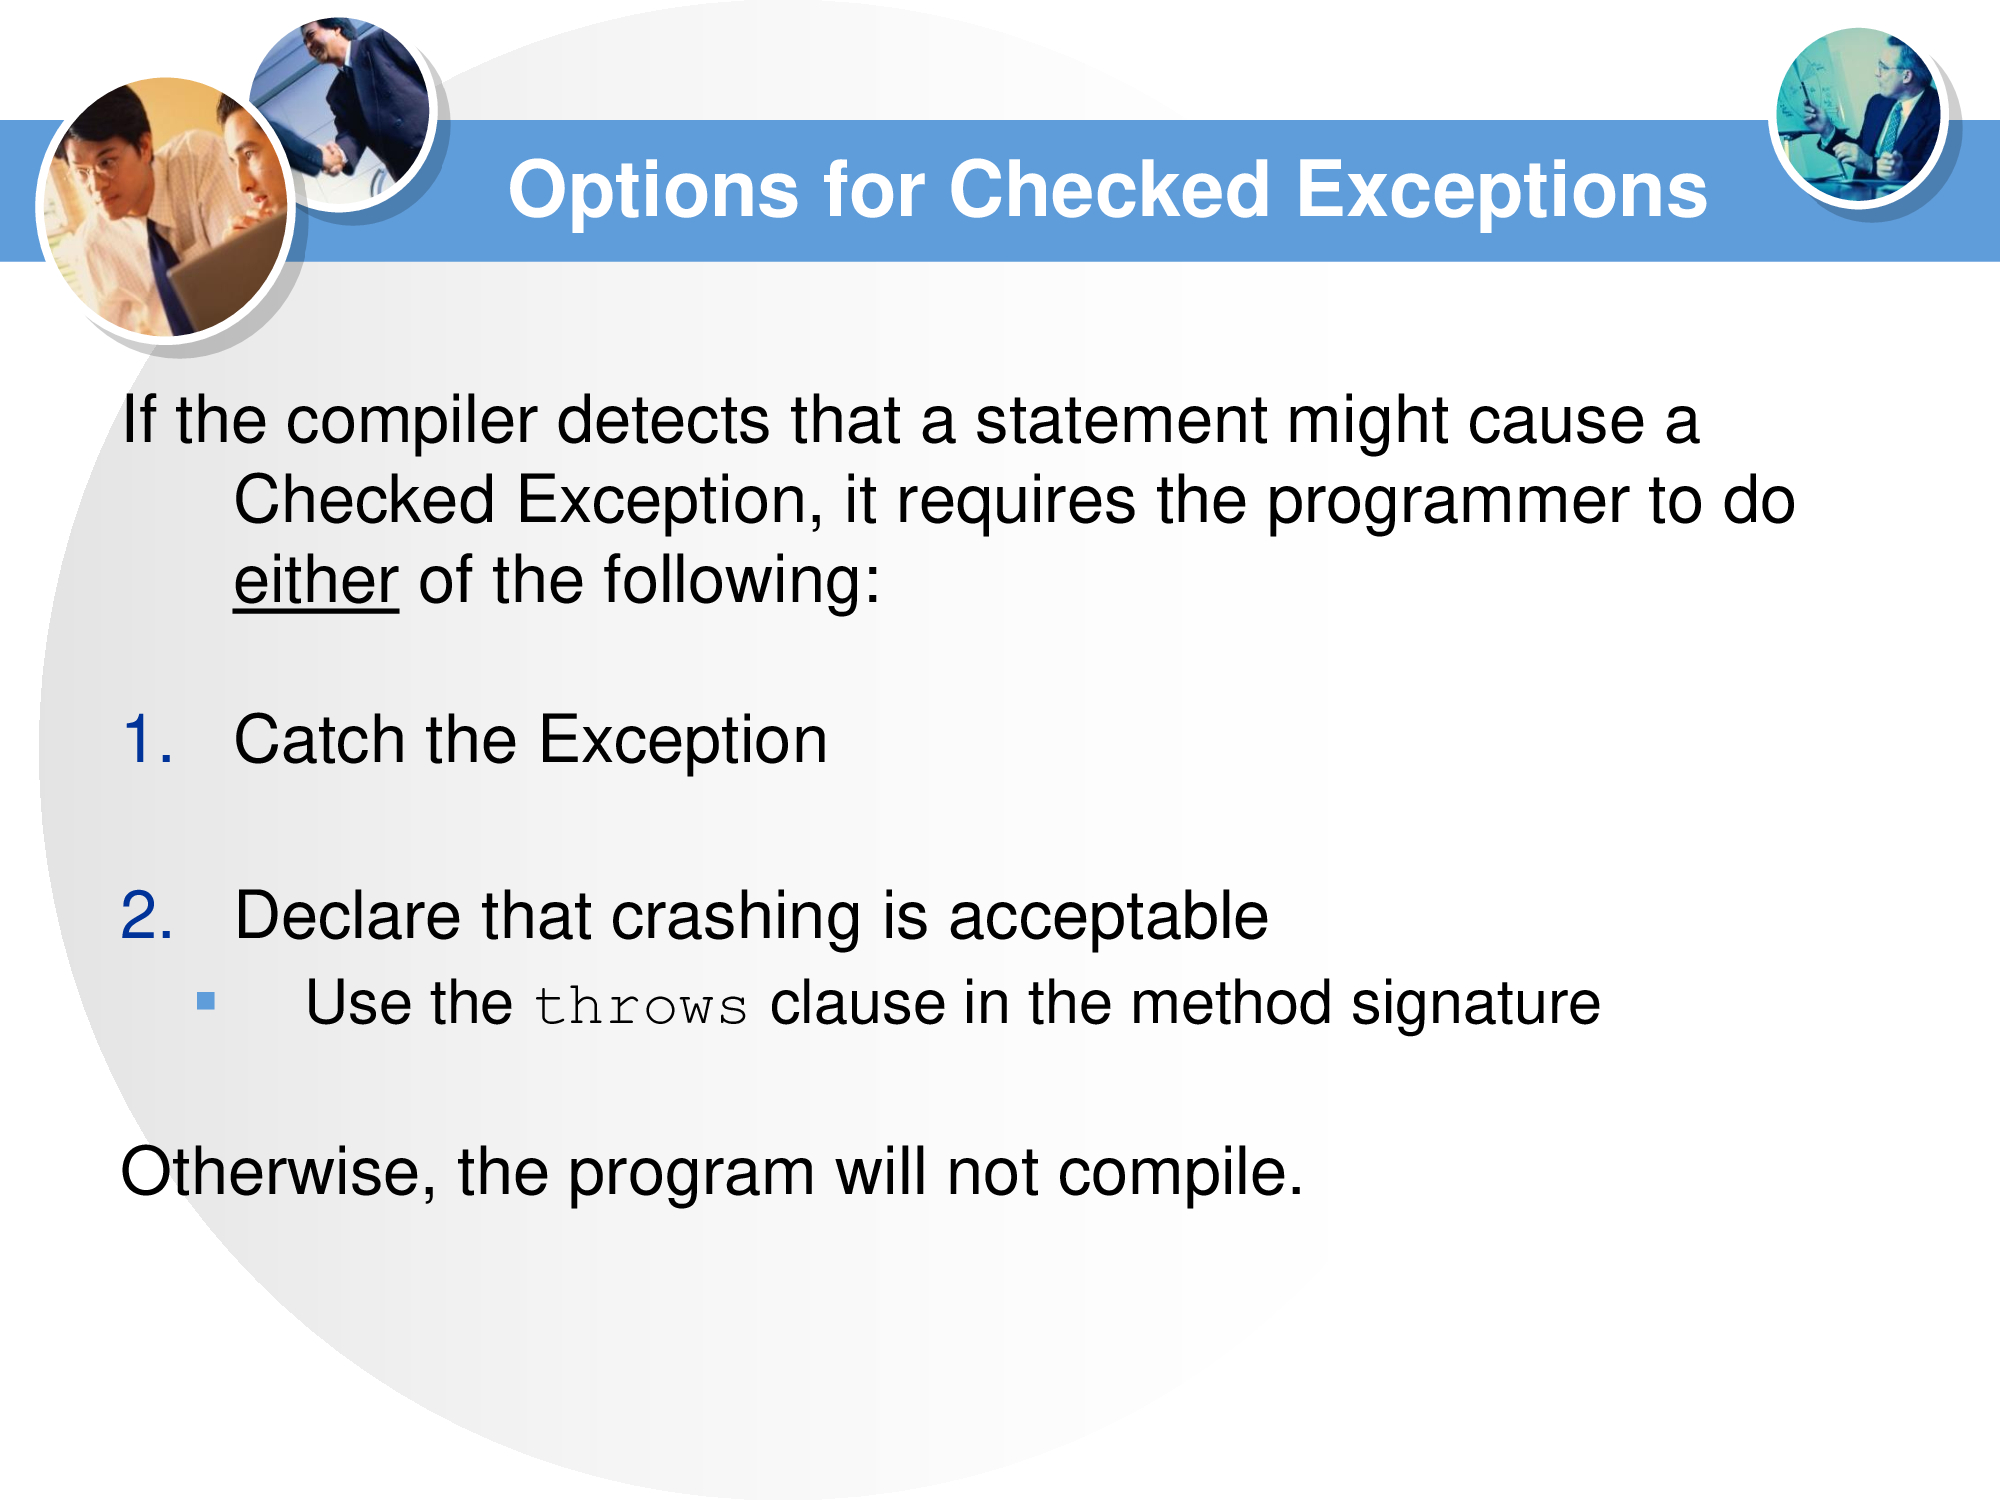 Options for Checked Exceptions
If the compiler detects that a statement might cause a
Checked Exception, it requires the programmer to do
either of the following:
1. Catch the Exception
2. Declare that crashing is acceptable
▪ Use the throws clause in the method signature
Otherwise, the program will not compile.